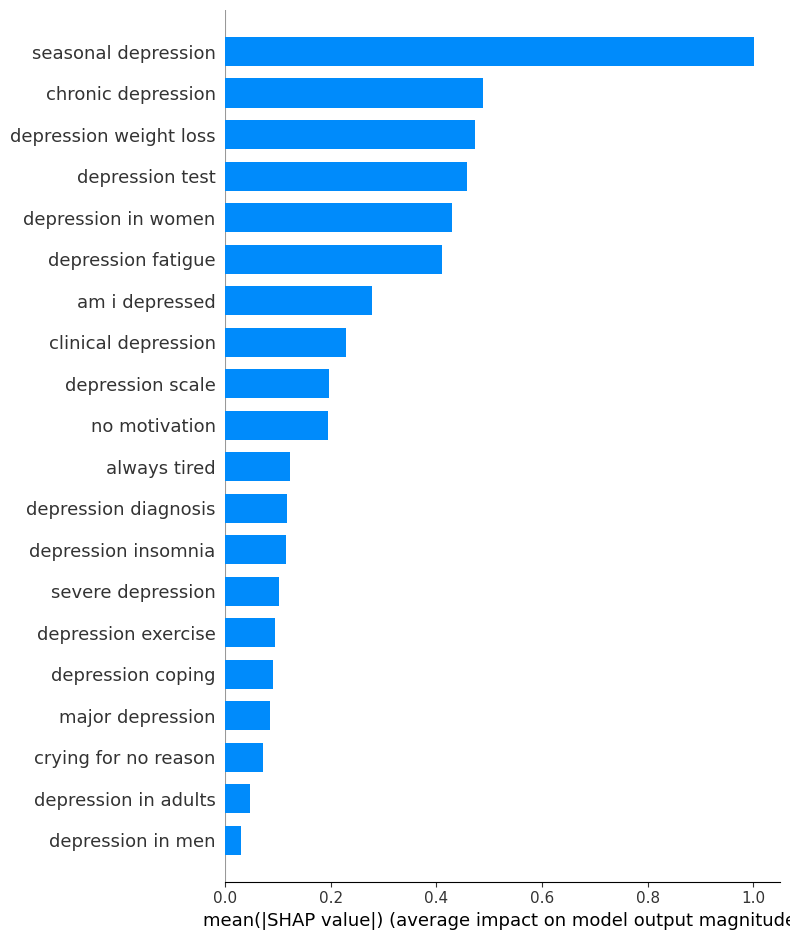 seasonal depression
chronic depression
depression weight loss
depression test
depression in women
depression fatigue
am i depressed
clinical depression
depression scale
no motivation
always tired
depression diagnosis
depression insomnia
severe depression
depression exercise
depression coping
major depression
crying for no reason
depression in adults
depression in men
0.0 0.2 0.4 0.6 0.8 1.0
mean(|SHAP value|) (average impact on model output magnitude